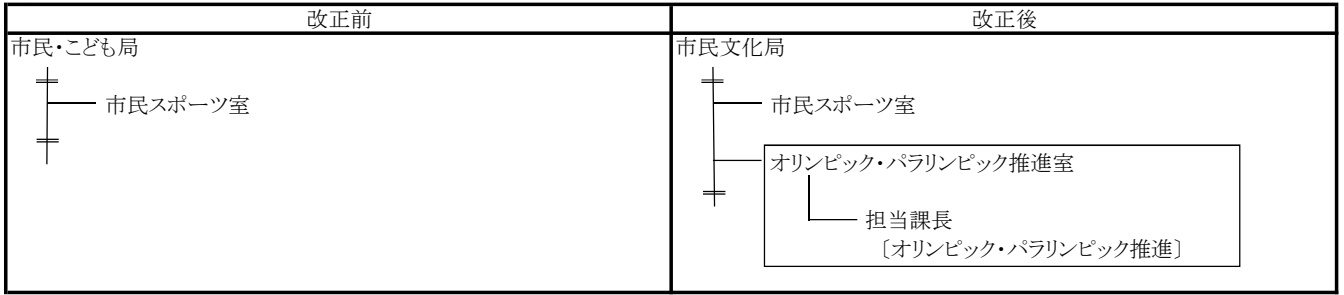 改正前
改正後
市民・こども局
市民スポーツ室
市民文化局
市民スポーツ室
オリンピック・パラリンピック推進室
担当課長
〔オリンピック・パラリンピック推進〕